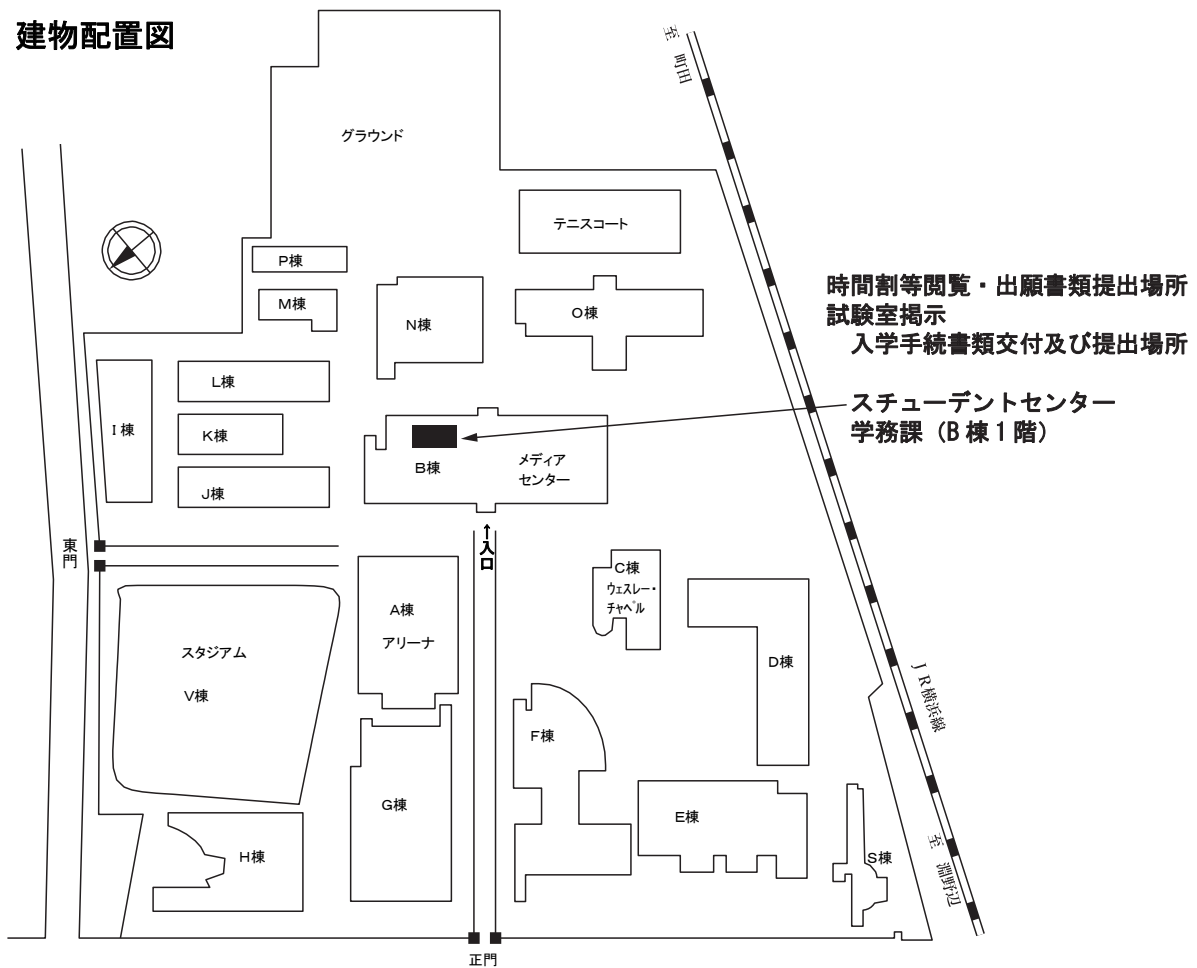 建物配置図
至 町田
グラウンド
テニスコート
P棟
M棟
N棟
O棟
時間割等閲覧・出願書類提出場所
試験室掲示
入学手続書類交付及び提出場所
L棟
I棟
K棟
J棟
B棟
メディア
センター
スチューデントセンター
学務課（B棟1階）
東門
↑入口
A棟
アリーナ
C棟
ウェスレー・
チャペル
スタジアム
V棟
D棟
JR横浜線
F棟
G棟
E棟
H棟
S棟
至 淵野辺
正門